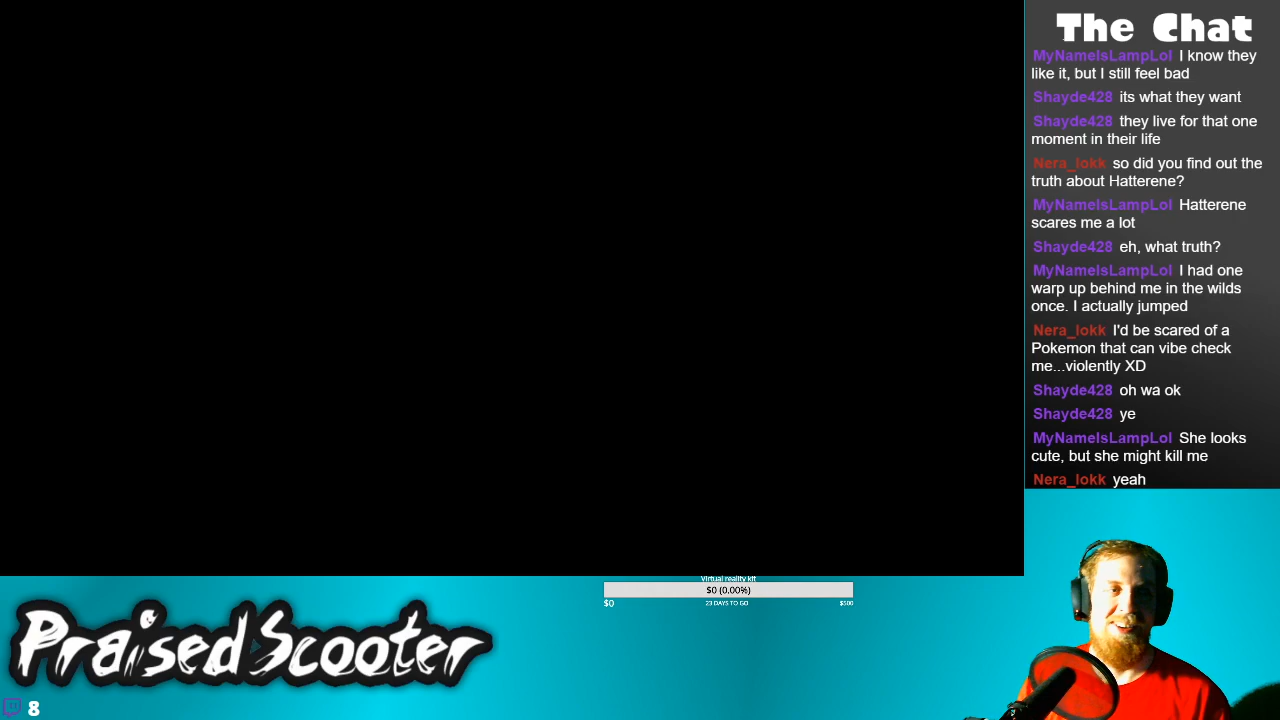 The Chat
MyNameIsLampLol I know they
like it, but I still feel bad
Shayde428 its what they want
Shayde428 they live for that one
moment in their life
Nera_lokk so did you find out the
truth about Hatterene?
MyNameIsLampLol Hatterene
scares me a lot
Shayde428 eh, what truth?
MyNameIsLampLol I had one
warp up behind me in the wilds
once. I actually jumped
Nera_lokk I'd be scared of a
Pokemon that can vibe check
me...violently XD
Shayde428 oh wa ok
Shayde428 ye
MyNameIsLampLol She looks
cute, but she might kill me
Nera_lokk yeah
Virtual reality kit
$0 (0.00%)
$0 23 DAYS TO GO $500
Praised Scooter
8